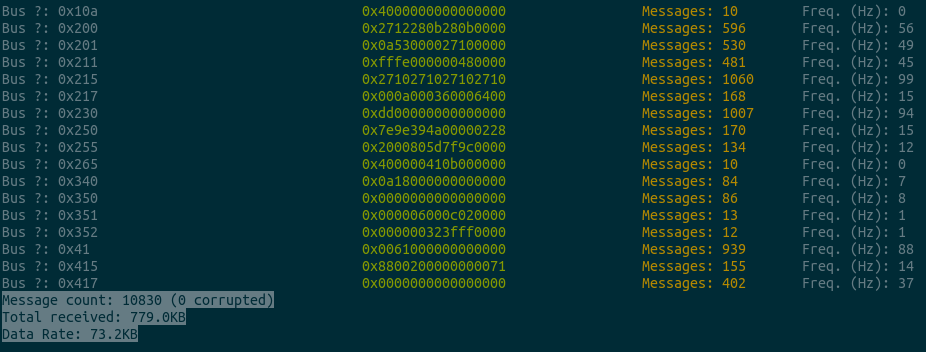 Bus ?: 0x10a 0x4000000000000000 Messages: 10 Freq. (Hz): 0
Bus ?: 0x200 0x2712280b280b0000 Messages: 596 Freq. (Hz): 56
Bus ?: 0x201 0x0a53000027100000 Messages: 530 Freq. (Hz): 49
Bus ?: 0x211 0xfffe000000480000 Messages: 481 Freq. (Hz): 45
Bus ?: 0x215 0x2710271027102710 Messages: 1060 Freq. (Hz): 99
Bus ?: 0x217 0x000a000360006400 Messages: 168 Freq. (Hz): 15
Bus ?: 0x230 0xdd00000000000000 Messages: 1007 Freq. (Hz): 94
Bus ?: 0x250 0x7e9e394a00000228 Messages: 170 Freq. (Hz): 15
Bus ?: 0x255 0x2000805d7f9c0000 Messages: 134 Freq. (Hz): 12
Bus ?: 0x265 0x400000410b000000 Messages: 10 Freq. (Hz): 0
Bus ?: 0x340 0x0a18000000000000 Messages: 84 Freq. (Hz): 7
Bus ?: 0x350 0x0000000000000000 Messages: 86 Freq. (Hz): 8
Bus ?: 0x351 0x000006000c020000 Messages: 13 Freq. (Hz): 1
Bus ?: 0x352 0x000000323fff0000 Messages: 12 Freq. (Hz): 1
Bus ?: 0x41 0x0061000000000000 Messages: 939 Freq. (Hz): 88
Bus ?: 0x415 0x8800200000000071 Messages: 155 Freq. (Hz): 14
Bus ?: 0x417 0x0000000000000000 Messages: 402 Freq. (Hz): 37
Message count: 10830 (0 corrupted)
Total received: 779.0KB
Data Rate: 73.2KB